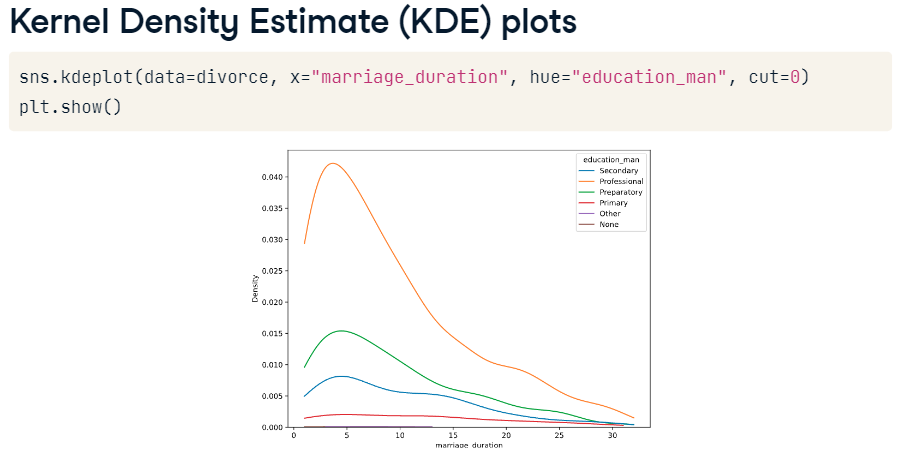 Kernel Density Estimate (KDE) plots
sns.kdeplot(data=divorce, x="marriage_duration", hue="education_man", cut=0)
plt.show()
education_man
Secondary
Professional
Preparatory
Primary
Other
None
Density
0.040
0.035
0.030
0.025
0.020
0.015
0.010
0.005
0.000
0 5 10 15 20 25 30
marriage_duration